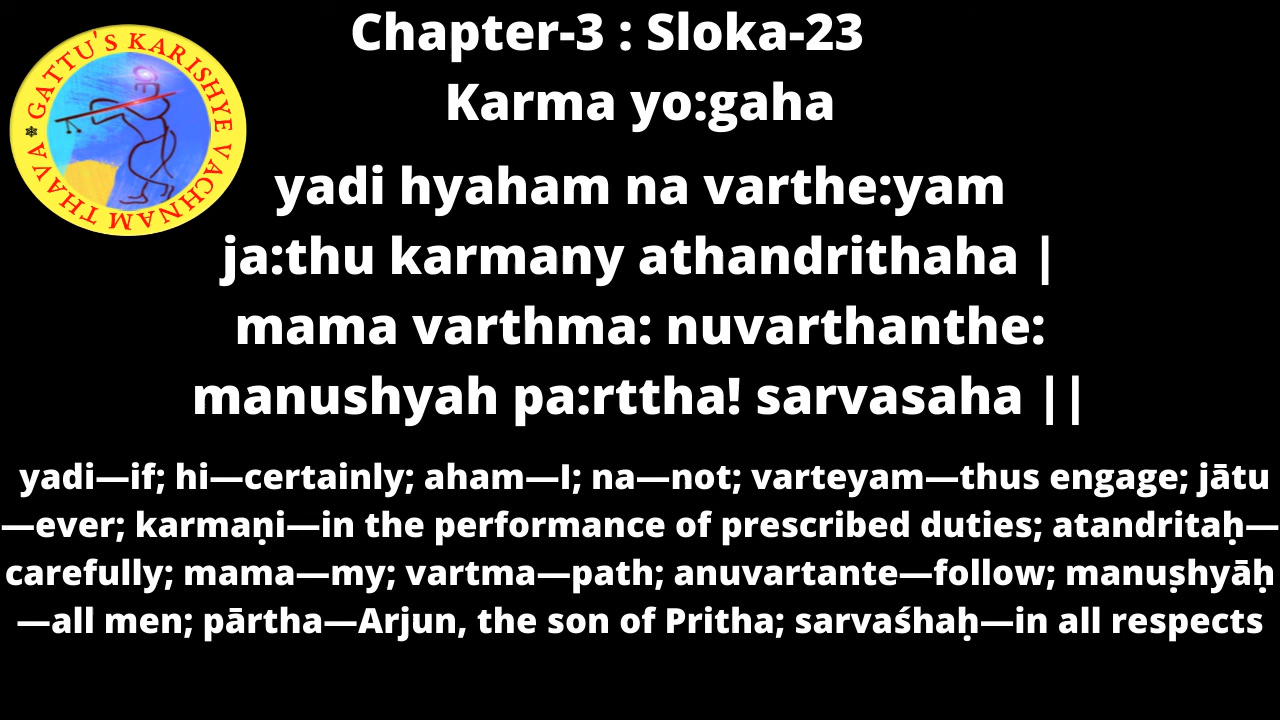 GATTU'S KARISHYE VACHNAM THAVA
Chapter-3 : Sloka-23
Karma yo:gaha
yadi hyaham na varthe:yam
ja:thu karmany athandrithaha |
mama varthma: nuvarthanthe:
manushyah pa:rttha! sarvasaha ||
yadi—if; hi—certainly; aham—I; na—not; varteyam—thus engage; jātu
—ever; karmaṇi—in the performance of prescribed duties; atandritaḥ—
carefully; mama—my; vartma—path; anuvartante—follow; manuṣhyāḥ
—all men; pārtha—Arjun, the son of Pritha; sarvaśhaḥ—in all respects